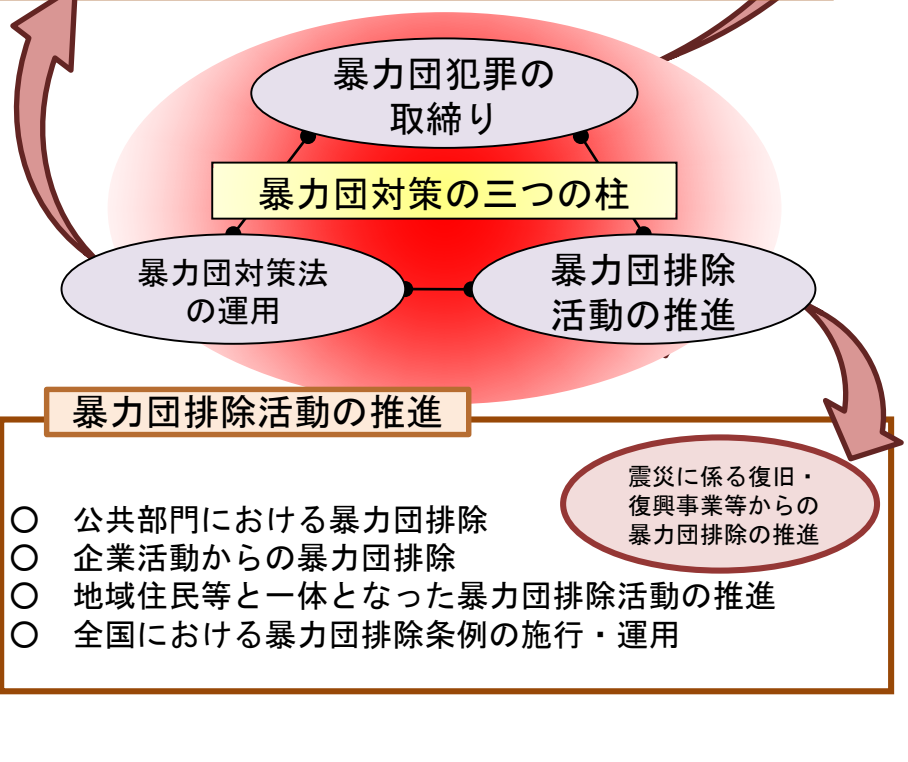 暴力団犯罪の
取締り
暴力団対策の三つの柱
暴力団対策法
の運用
暴力団排除
活動の推進
暴力団排除活動の推進
震災に係る復旧・
復興事業等からの
暴力団排除の推進
○　公共部門における暴力団排除
○　企業活動からの暴力団排除
○　地域住民等と一体となった暴力団排除活動の推進
○　全国における暴力団排除条例の施行・運用